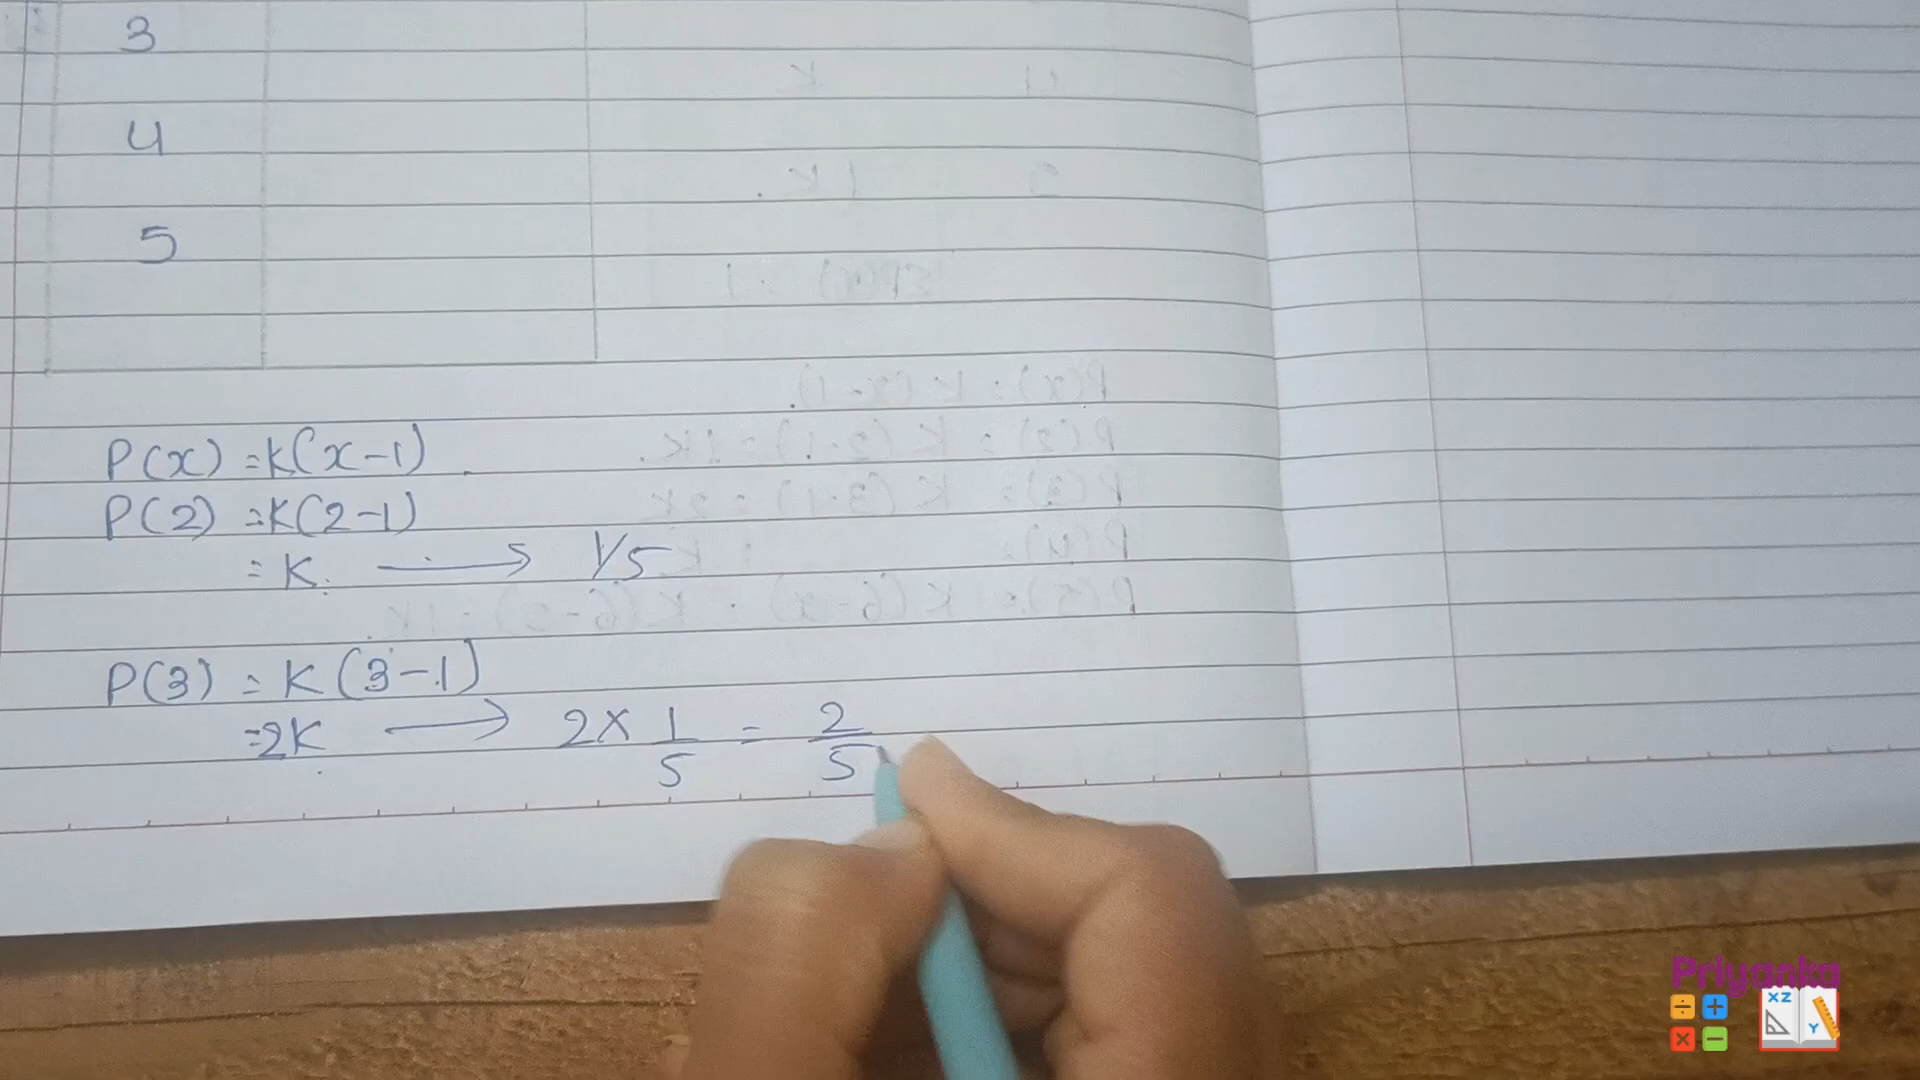 3
4
5
P(x) = K(x-1).
P(2) = K(2-1)
= K. → 1/5
P(3) = K(3-1)
= 2K → 2 × 1/5 = 2/5
Priyanka
XZ
Y